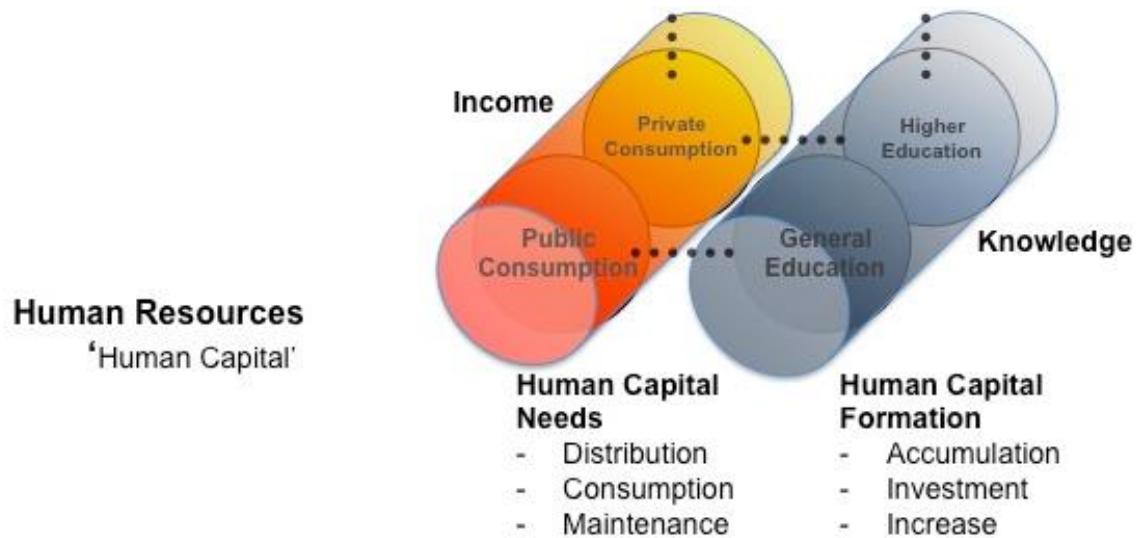 Income
Private
Consumption
Higher
Education
Public
Consumption
General
Education
Knowledge
Human Resources
‘Human Capital’
Human Capital
Needs
- Distribution
- Consumption
- Maintenance
Human Capital
Formation
- Accumulation
- Investment
- Increase